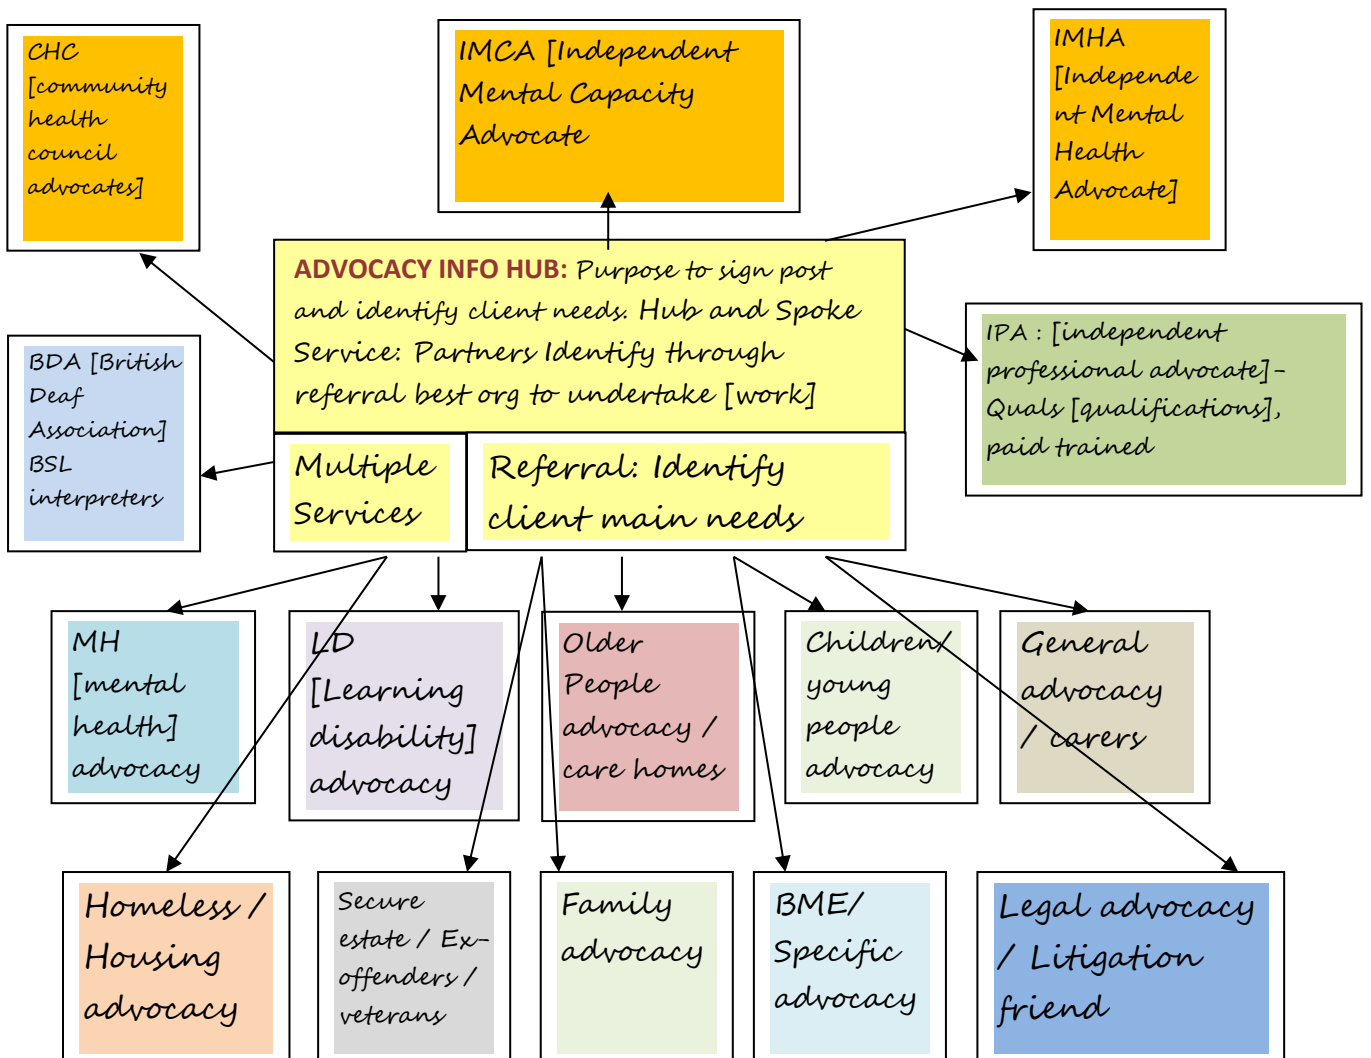 CHC
[community
health
council
advocates]
IMCA [Independent
Mental Capacity
Advocate
IMHA
[Independe
nt Mental
Health
Advocate]
ADVOCACY INFO HUB: Purpose to sign post
and identify client needs. Hub and Spoke
Service: Partners Identify through
referral best org to undertake [work]
BDA [British
Deaf
Association]
BSL
interpreters
IPA : [independent
professional advocate]-
Quals [qualifications],
paid trained
Multiple
Services
Referral: Identify
client main needs
MH
[mental
health]
advocacy
LD
[Learning
disability]
advocacy
Older
People
advocacy /
care homes
Children/
young
people
advocacy
General
advocacy
/ carers
Homeless /
Housing
advocacy
Secure
estate / Ex-
offenders /
veterans
Family
advocacy
BME/
Specific
advocacy
Legal advocacy
/ Litigation
friend